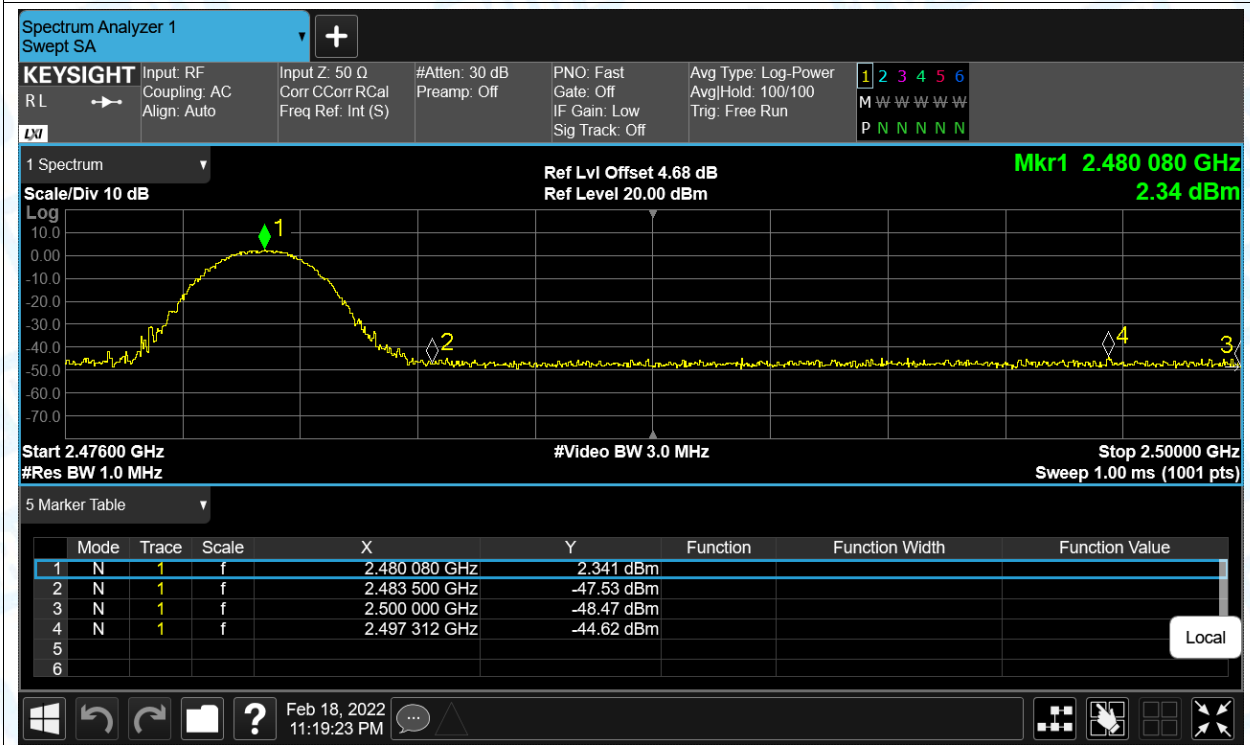 Spectrum Analyzer 1
Swept SA
+
KEYSIGHT
R L
LXI
Input: RF
Coupling: AC
Align: Auto
Input Z: 50 Ω
Corr CCorr RCal
Freq Ref: Int (S)
#Atten: 30 dB
Preamp: Off
PNO: Fast
Gate: Off
IF Gain: Low
Sig Track: Off
Avg Type: Log-Power
Avg|Hold: 100/100
Trig: Free Run
1 2 3 4 5 6
M W W W W W
P N N N N N
1 Spectrum
Scale/Div 10 dB
Ref Lvl Offset 4.68 dB
Ref Level 20.00 dBm
Mkr1 2.480 080 GHz
2.34 dBm
Log
10.0
0.00
-10.0
-20.0
-30.0
-40.0
-50.0
-60.0
-70.0
1
2
4
3
Start 2.47600 GHz
#Res BW 1.0 MHz
#Video BW 3.0 MHz
Stop 2.50000 GHz
Sweep 1.00 ms (1001 pts)
5 Marker Table
Mode Trace Scale X Y Function Function Width Function Value
1 N 1 f 2.480 080 GHz 2.341 dBm
2 N 1 f 2.483 500 GHz -47.53 dBm
3 N 1 f 2.500 000 GHz -48.47 dBm
4 N 1 f 2.497 312 GHz -44.62 dBm
5
6
Local
?
Feb 18, 2022
11:19:23 PM